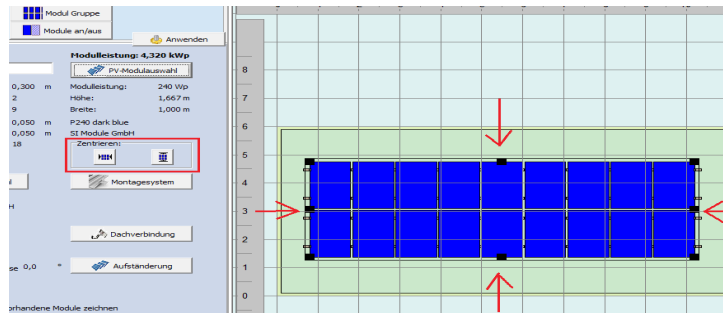 Modul Gruppe
Module an/aus
Anwenden
Modulleistung: 4,320 kWp
PV-Modulauswahl
0,300 m Modulleistung: 240 Wp
2 Höhe: 1,667 m
9 Breite: 1,000 m
0,050 m P240 dark blue
0,050 m SI Module GmbH
18 Zentrieren:
Montagesystem
H
Dachverbindung
se 0,0 ° Aufständerung
orhandene Module zeichnen
8
7
6
5
4
3
2
1
0